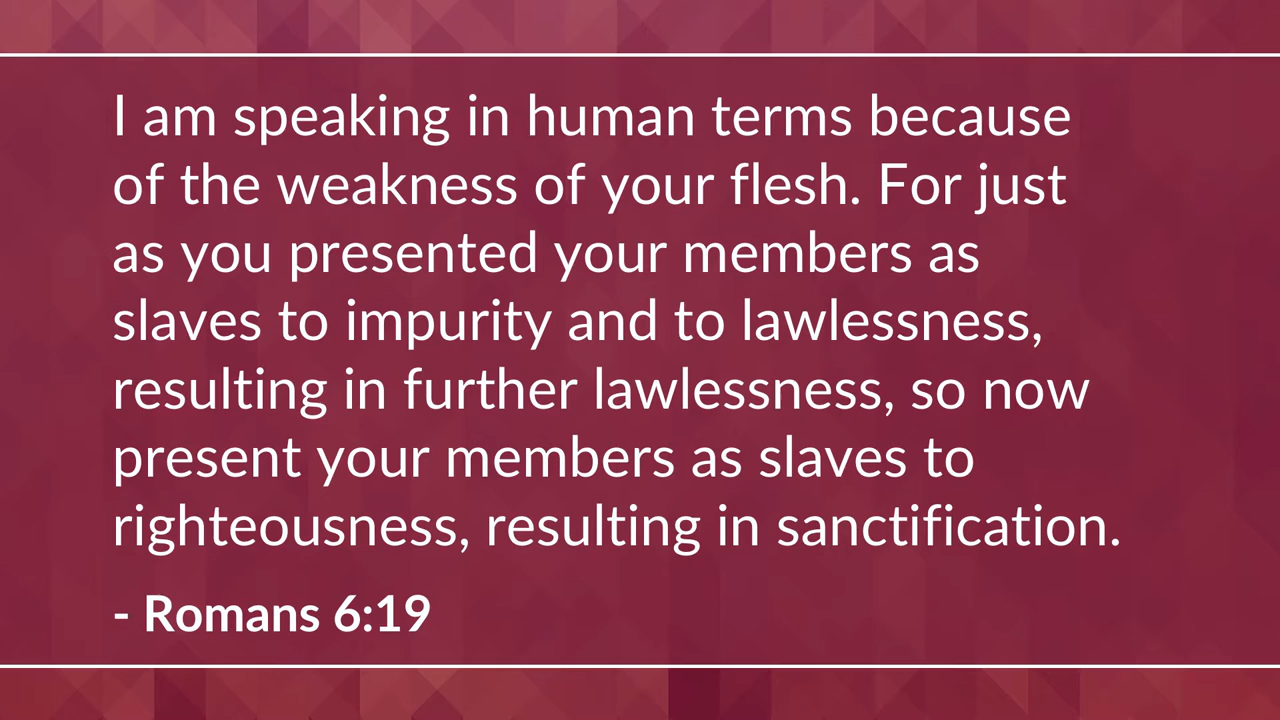 I am speaking in human terms because
of the weakness of your flesh. For just
as you presented your members as
slaves to impurity and to lawlessness,
resulting in further lawlessness, so now
present your members as slaves to
righteousness, resulting in sanctification.
- Romans 6:19